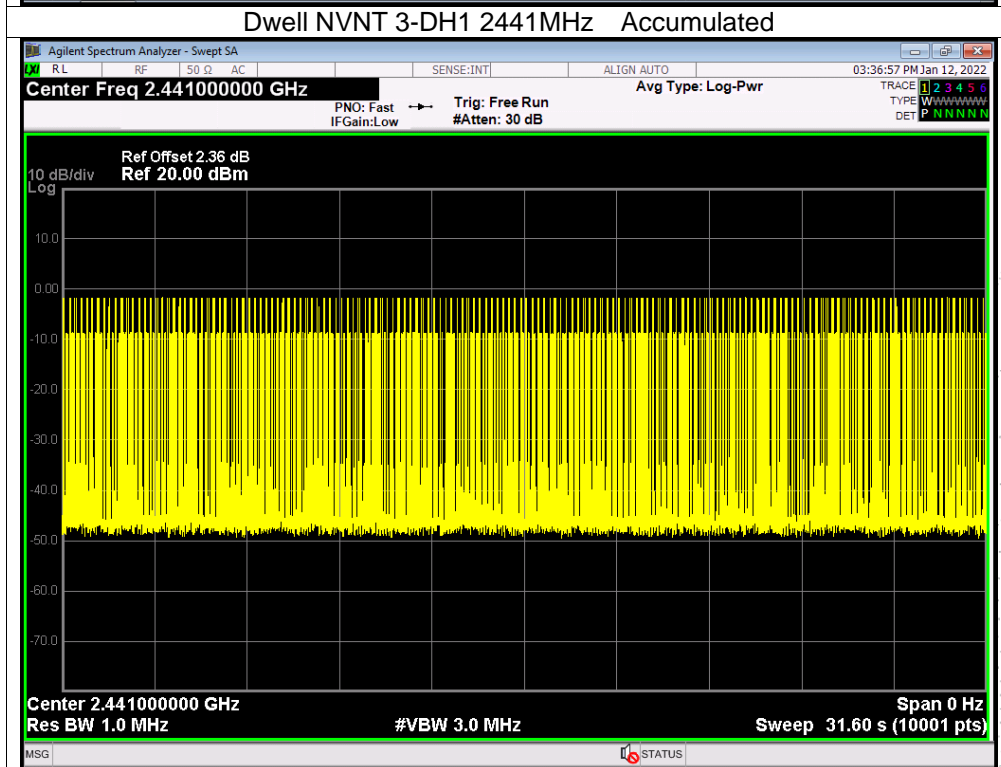 Dwell NVNT 3-DH1 2441MHz Accumulated
Agilent Spectrum Analyzer - Swept SA
LXI RL RF 50 Ω AC SENSE:INT ALIGN AUTO 03:36:57 PM Jan 12, 2022
Center Freq 2.441000000 GHz Avg Type: Log-Pwr TRACE 1 2 3 4 5 6
PNO: Fast Trig: Free Run TYPE WWWWWW
IFGain:Low #Atten: 30 dB DET P N N N N N
Ref Offset 2.36 dB
10 dB/div Ref 20.00 dBm
Log
10.0
0.00
-10.0
-20.0
-30.0
-40.0
-50.0
-60.0
-70.0
Center 2.441000000 GHz Span 0 Hz
Res BW 1.0 MHz #VBW 3.0 MHz Sweep 31.60 s (10001 pts)
MSG STATUS